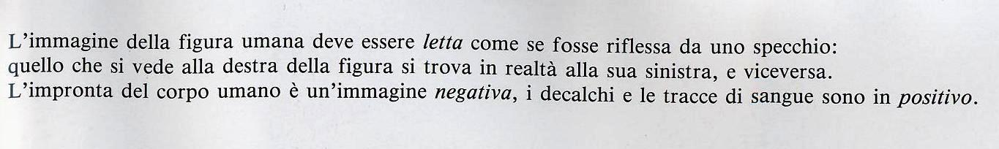 L’immagine della figura umana deve essere letta come se fosse riflessa da uno specchio:
quello che si vede alla destra della figura si trova in realtà alla sua sinistra, e viceversa.
L’impronta del corpo umano è un’immagine negativa, i decalchi e le tracce di sangue sono in positivo.